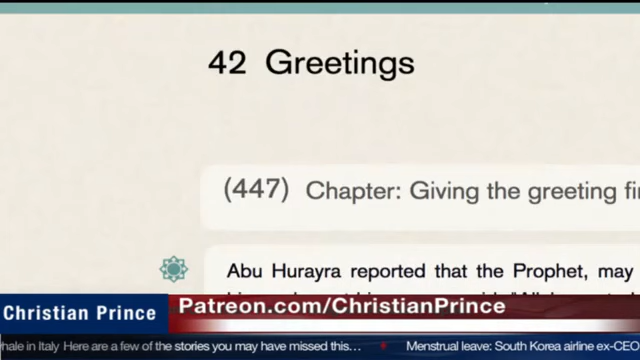 42 Greetings
(447) Chapter: Giving the greeting
Abu Hurayra reported that the Prophet, may
Christian Prince
Patreon.com/ChristianPrince
whale in Italy Here are a few of the stories you may have missed this... Menstrual leave: South Korea airline ex-CEO